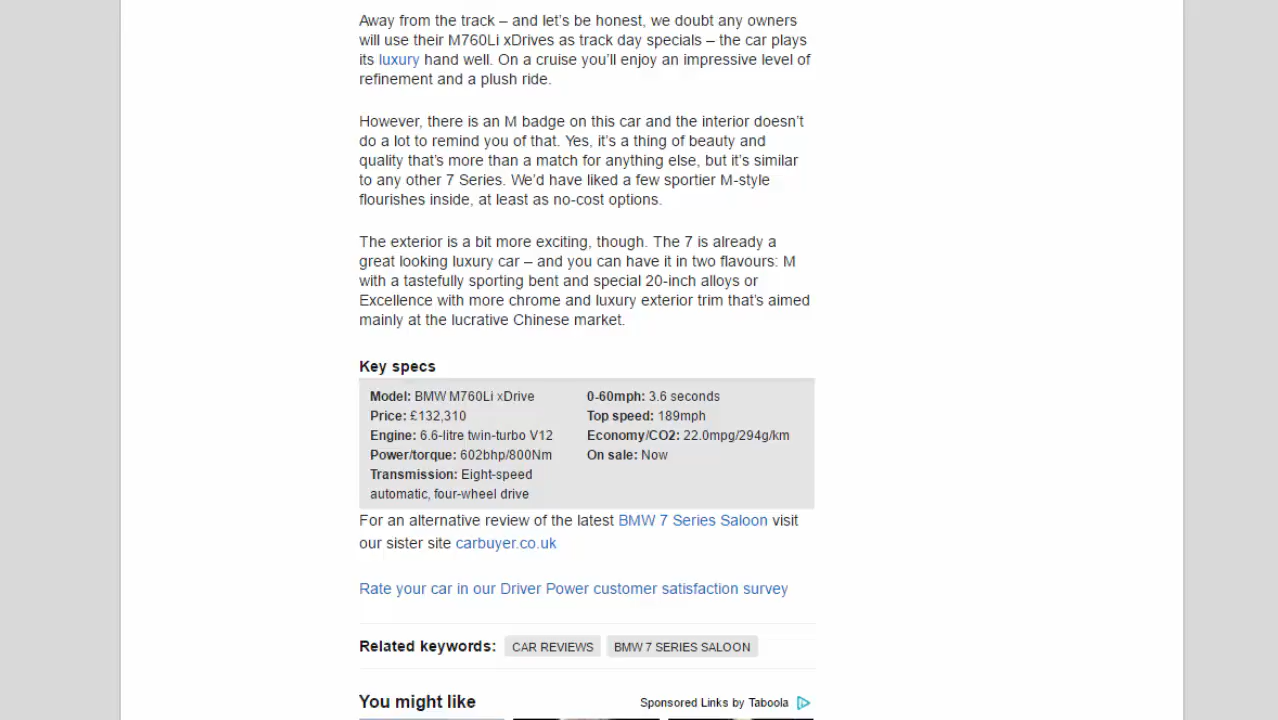 Away from the track – and let’s be honest, we doubt any owners
will use their M760Li xDrives as track day specials – the car plays
its luxury hand well. On a cruise you’ll enjoy an impressive level of
refinement and a plush ride.
However, there is an M badge on this car and the interior doesn’t
do a lot to remind you of that. Yes, it’s a thing of beauty and
quality that’s more than a match for anything else, but it’s similar
to any other 7 Series. We’d have liked a few sportier M-style
flourishes inside, at least as no-cost options.
The exterior is a bit more exciting, though. The 7 is already a
great looking luxury car – and you can have it in two flavours: M
with a tastefully sporting bent and special 20-inch alloys or
Excellence with more chrome and luxury exterior trim that’s aimed
mainly at the lucrative Chinese market.
Key specs
Model: BMW M760Li xDrive
Price: £132,310
Engine: 6.6-litre twin-turbo V12
Power/torque: 602bhp/800Nm
Transmission: Eight-speed
automatic, four-wheel drive
0-60mph: 3.6 seconds
Top speed: 189mph
Economy/CO2: 22.0mpg/294g/km
On sale: Now
For an alternative review of the latest BMW 7 Series Saloon visit
our sister site carbuyer.co.uk
Rate your car in our Driver Power customer satisfaction survey
Related keywords: CAR REVIEWS BMW 7 SERIES SALOON
You might like Sponsored Links by Taboola